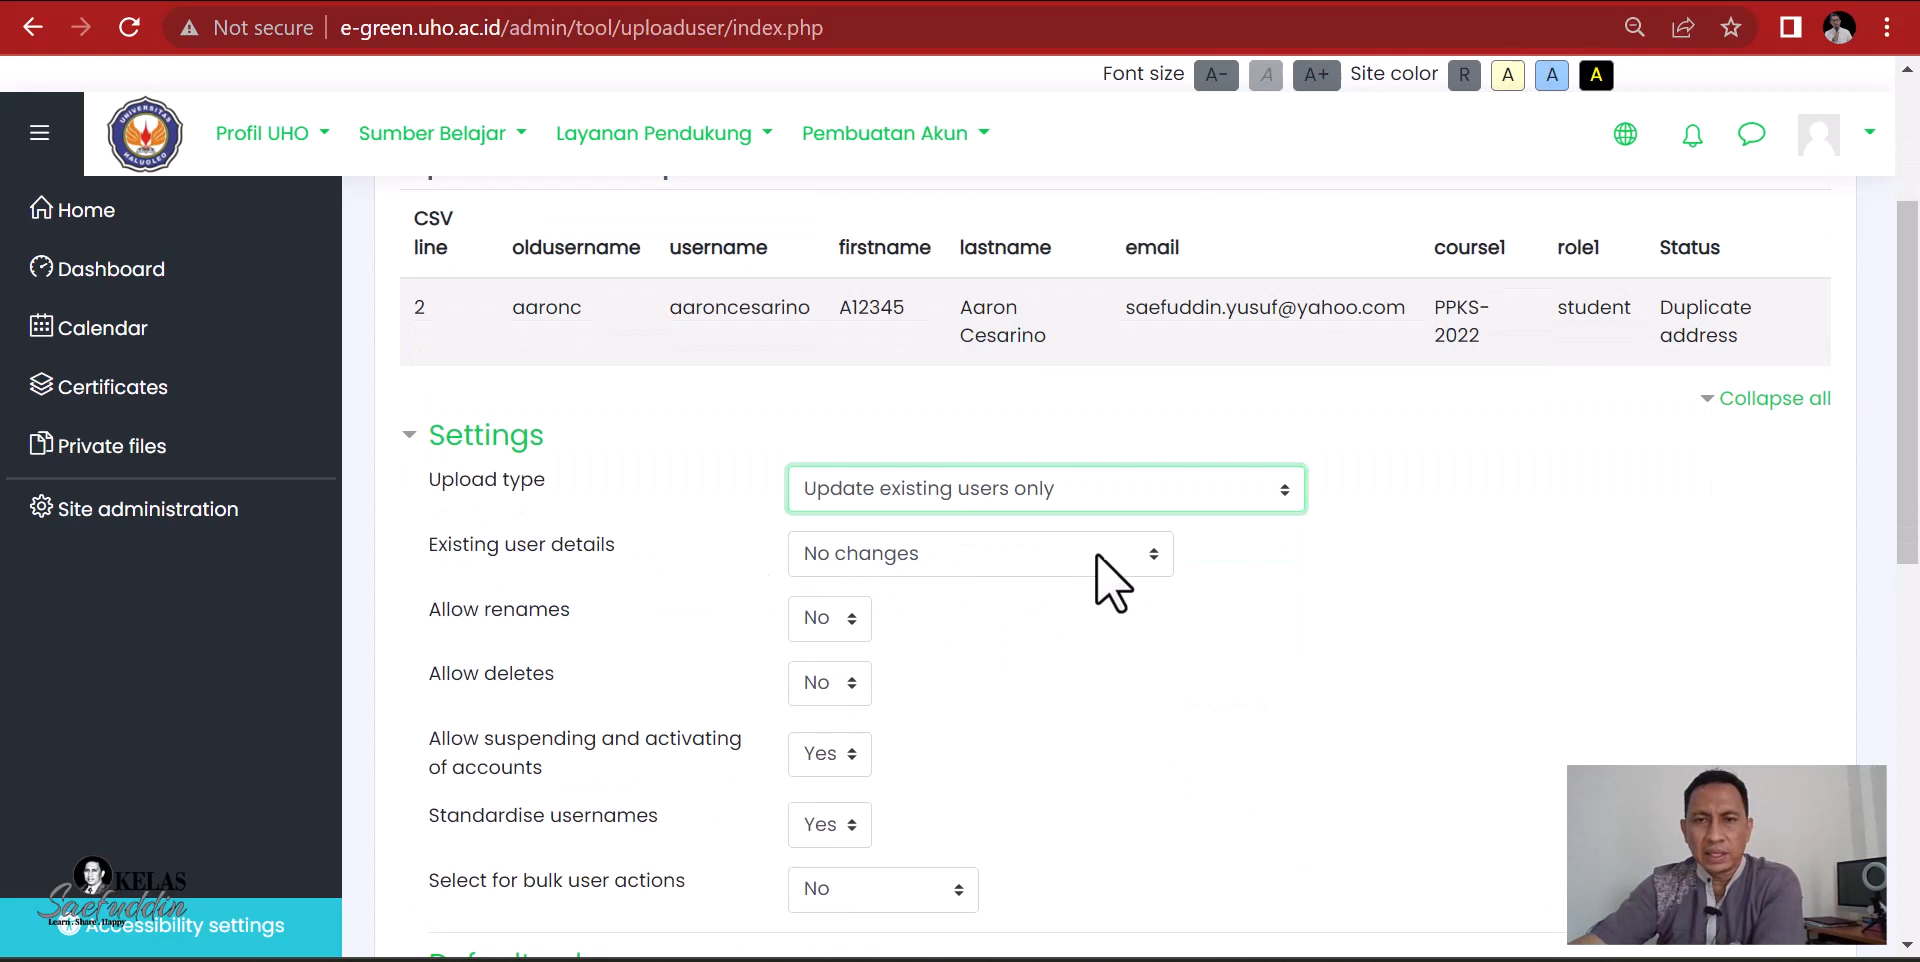 Not secure
e-green.uho.ac.id/admin/tool/uploaduser/index.php
Font size A- A A+ Site color R A A A
UNIVERSITAS HALUOLEO
Profil UHO Sumber Belajar Layanan Pendukung Pembuatan Akun
Home
Dashboard
Calendar
Certificates
Private files
Site administration
CSV line oldusername username firstname lastname email course1 role1 Status
2 aaronc aaroncesarino A12345 Aaron Cesarino saefuddin.yusuf@yahoo.com PPKS-2022 student Duplicate address
Collapse all
Settings
Upload type Update existing users only
Existing user details No changes
Allow renames No
Allow deletes No
Allow suspending and activating
of accounts Yes
Standardise usernames Yes
Select for bulk user actions No
KELAS
Saefuddin
Learn . Share . Happy
Accessibility settings